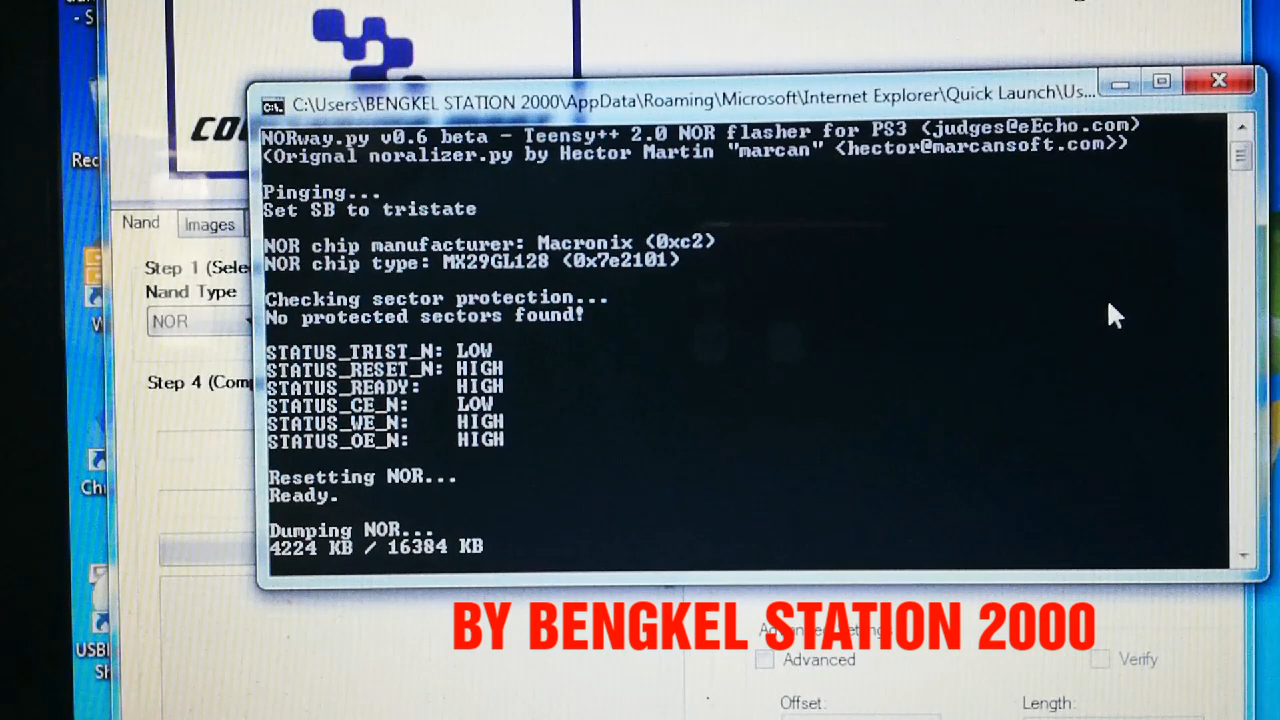 - S
C:\Users\BENGKEL STATION 2000\AppData\Roaming\Microsoft\Internet Explorer\Quick Launch\Us...
NORway.py v0.6 beta - Teensy++ 2.0 NOR flasher for PS3 (judges@eEcho.com)
(Orignal noralizer.py by Hector Martin "marcan" <hector@marcansoft.com>)
Rec
Pinging...
Set SB to tristate
Nand
Images
NOR chip manufacturer: Macronix (0xc2)
NOR chip type: MX29GL128 (0x7e2101)
Step 1 (Sele
Nand Type
Checking sector protection...
No protected sectors found!
NOR
STATUS_TRIST_N: LOW
STATUS_RESET_N: HIGH
STATUS_READY: HIGH
STATUS_CE_N: LOW
STATUS_WE_N: HIGH
STATUS_OE_N: HIGH
Step 4 (Com
Resetting NOR...
Ready.
Chr
Dumping NOR...
4224 KB / 16384 KB
BY BENGKEL STATION 2000
USB
Sh
Advanced
Verify
Offset:
Length: